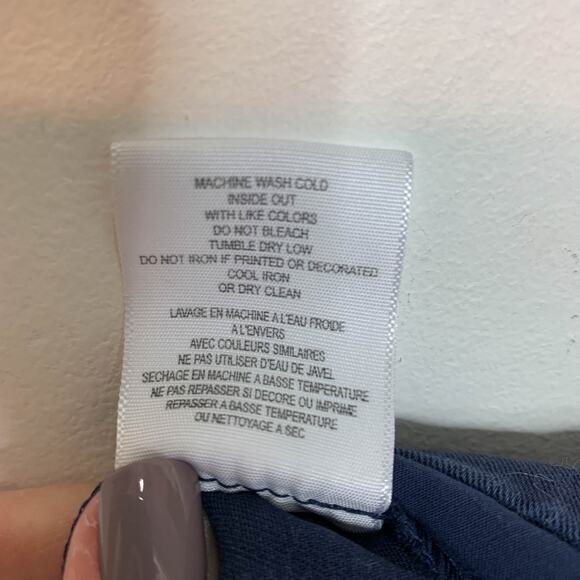 MACHINE WASH COLD
INSIDE OUT
WITH LIKE COLORS
DO NOT BLEACH
TUMBLE DRY LOW
DO NOT IRON IF PRINTED OR DECORATED
COOL IRON
OR DRY CLEAN
LAVAGE EN MACHINE A L'EAU FROIDE
A L'ENVERS
AVEC COULEURS SIMILAIRES
NE PAS UTILISER D'EAU DE JAVEL
SECHAGE EN MACHINE A BASSE TEMPERATURE
NE PAS REPASSER SI DECORE OU IMPRIME
REPASSER A BASSE TEMPERATURE
OU NETTOYAGE A SEC